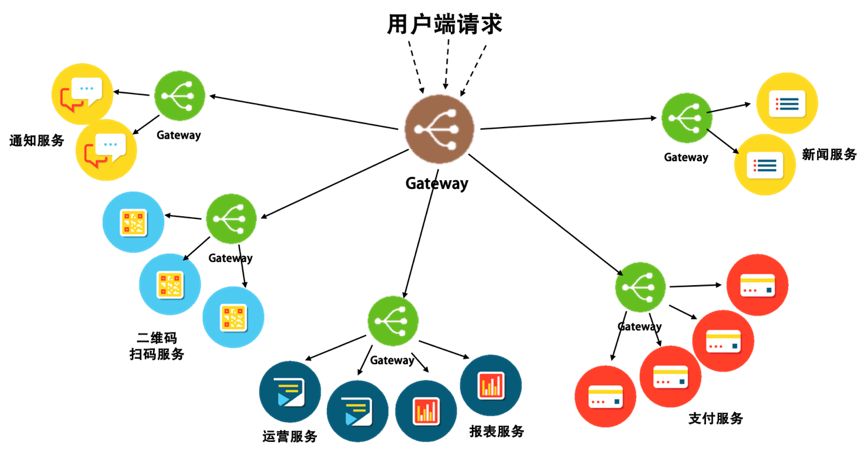 用户端请求
Gateway
通知服务
Gateway
Gateway
新闻服务
Gateway
二维码
扫码服务
Gateway
运营服务
报表服务
Gateway
支付服务